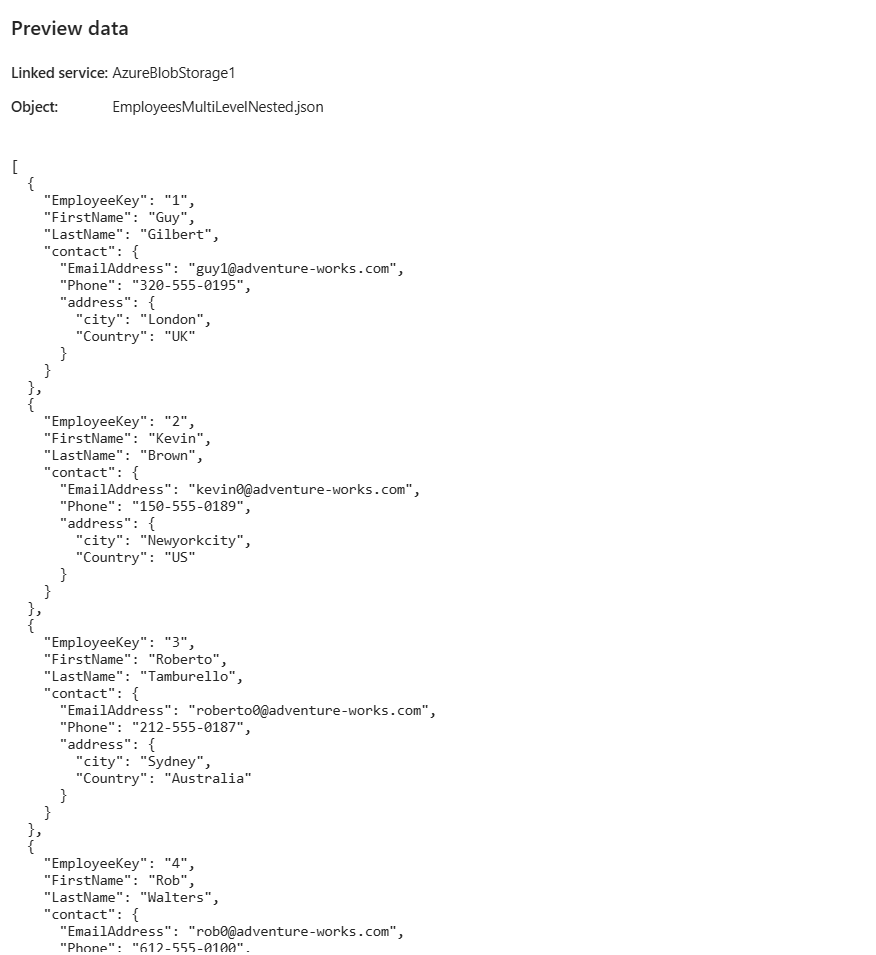 Preview data
Linked service: AzureBlobStorage1
Object: EmployeesMultiLevelNested.json
[
  {
    "EmployeeKey": "1",
    "FirstName": "Guy",
    "LastName": "Gilbert",
    "contact": {
      "EmailAddress": "guy1@adventure-works.com",
      "Phone": "320-555-0195",
      "address": {
        "city": "London",
        "Country": "UK"
      }
    }
  },
  {
    "EmployeeKey": "2",
    "FirstName": "Kevin",
    "LastName": "Brown",
    "contact": {
      "EmailAddress": "kevin0@adventure-works.com",
      "Phone": "150-555-0189",
      "address": {
        "city": "Newyorkcity",
        "Country": "US"
      }
    }
  },
  {
    "EmployeeKey": "3",
    "FirstName": "Roberto",
    "LastName": "Tamburello",
    "contact": {
      "EmailAddress": "roberto0@adventure-works.com",
      "Phone": "212-555-0187",
      "address": {
        "city": "Sydney",
        "Country": "Australia"
      }
    }
  },
  {
    "EmployeeKey": "4",
    "FirstName": "Rob",
    "LastName": "Walters",
    "contact": {
      "EmailAddress": "rob0@adventure-works.com",
      "Phone": "612-555-0100",